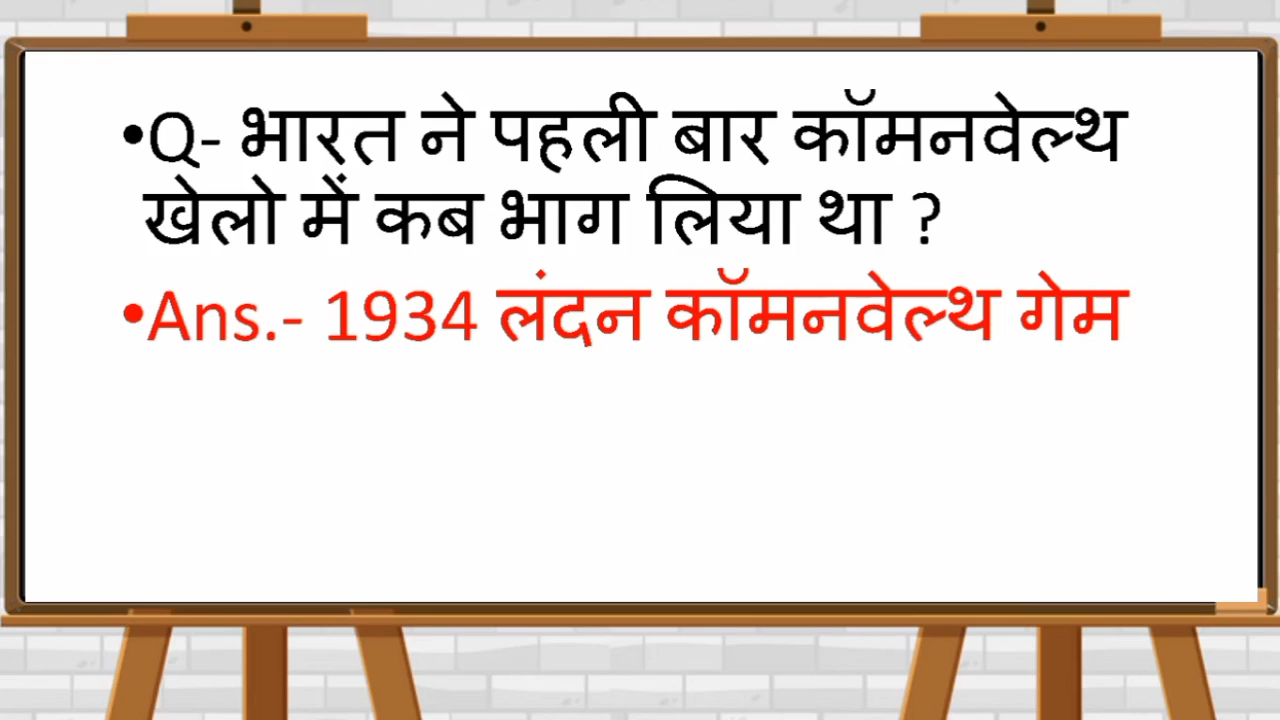 •Q- भारत ने पहली बार कॉमनवेल्थ
खेलो में कब भाग लिया था ?
•Ans.- 1934 लंदन कॉमनवेल्थ गेम